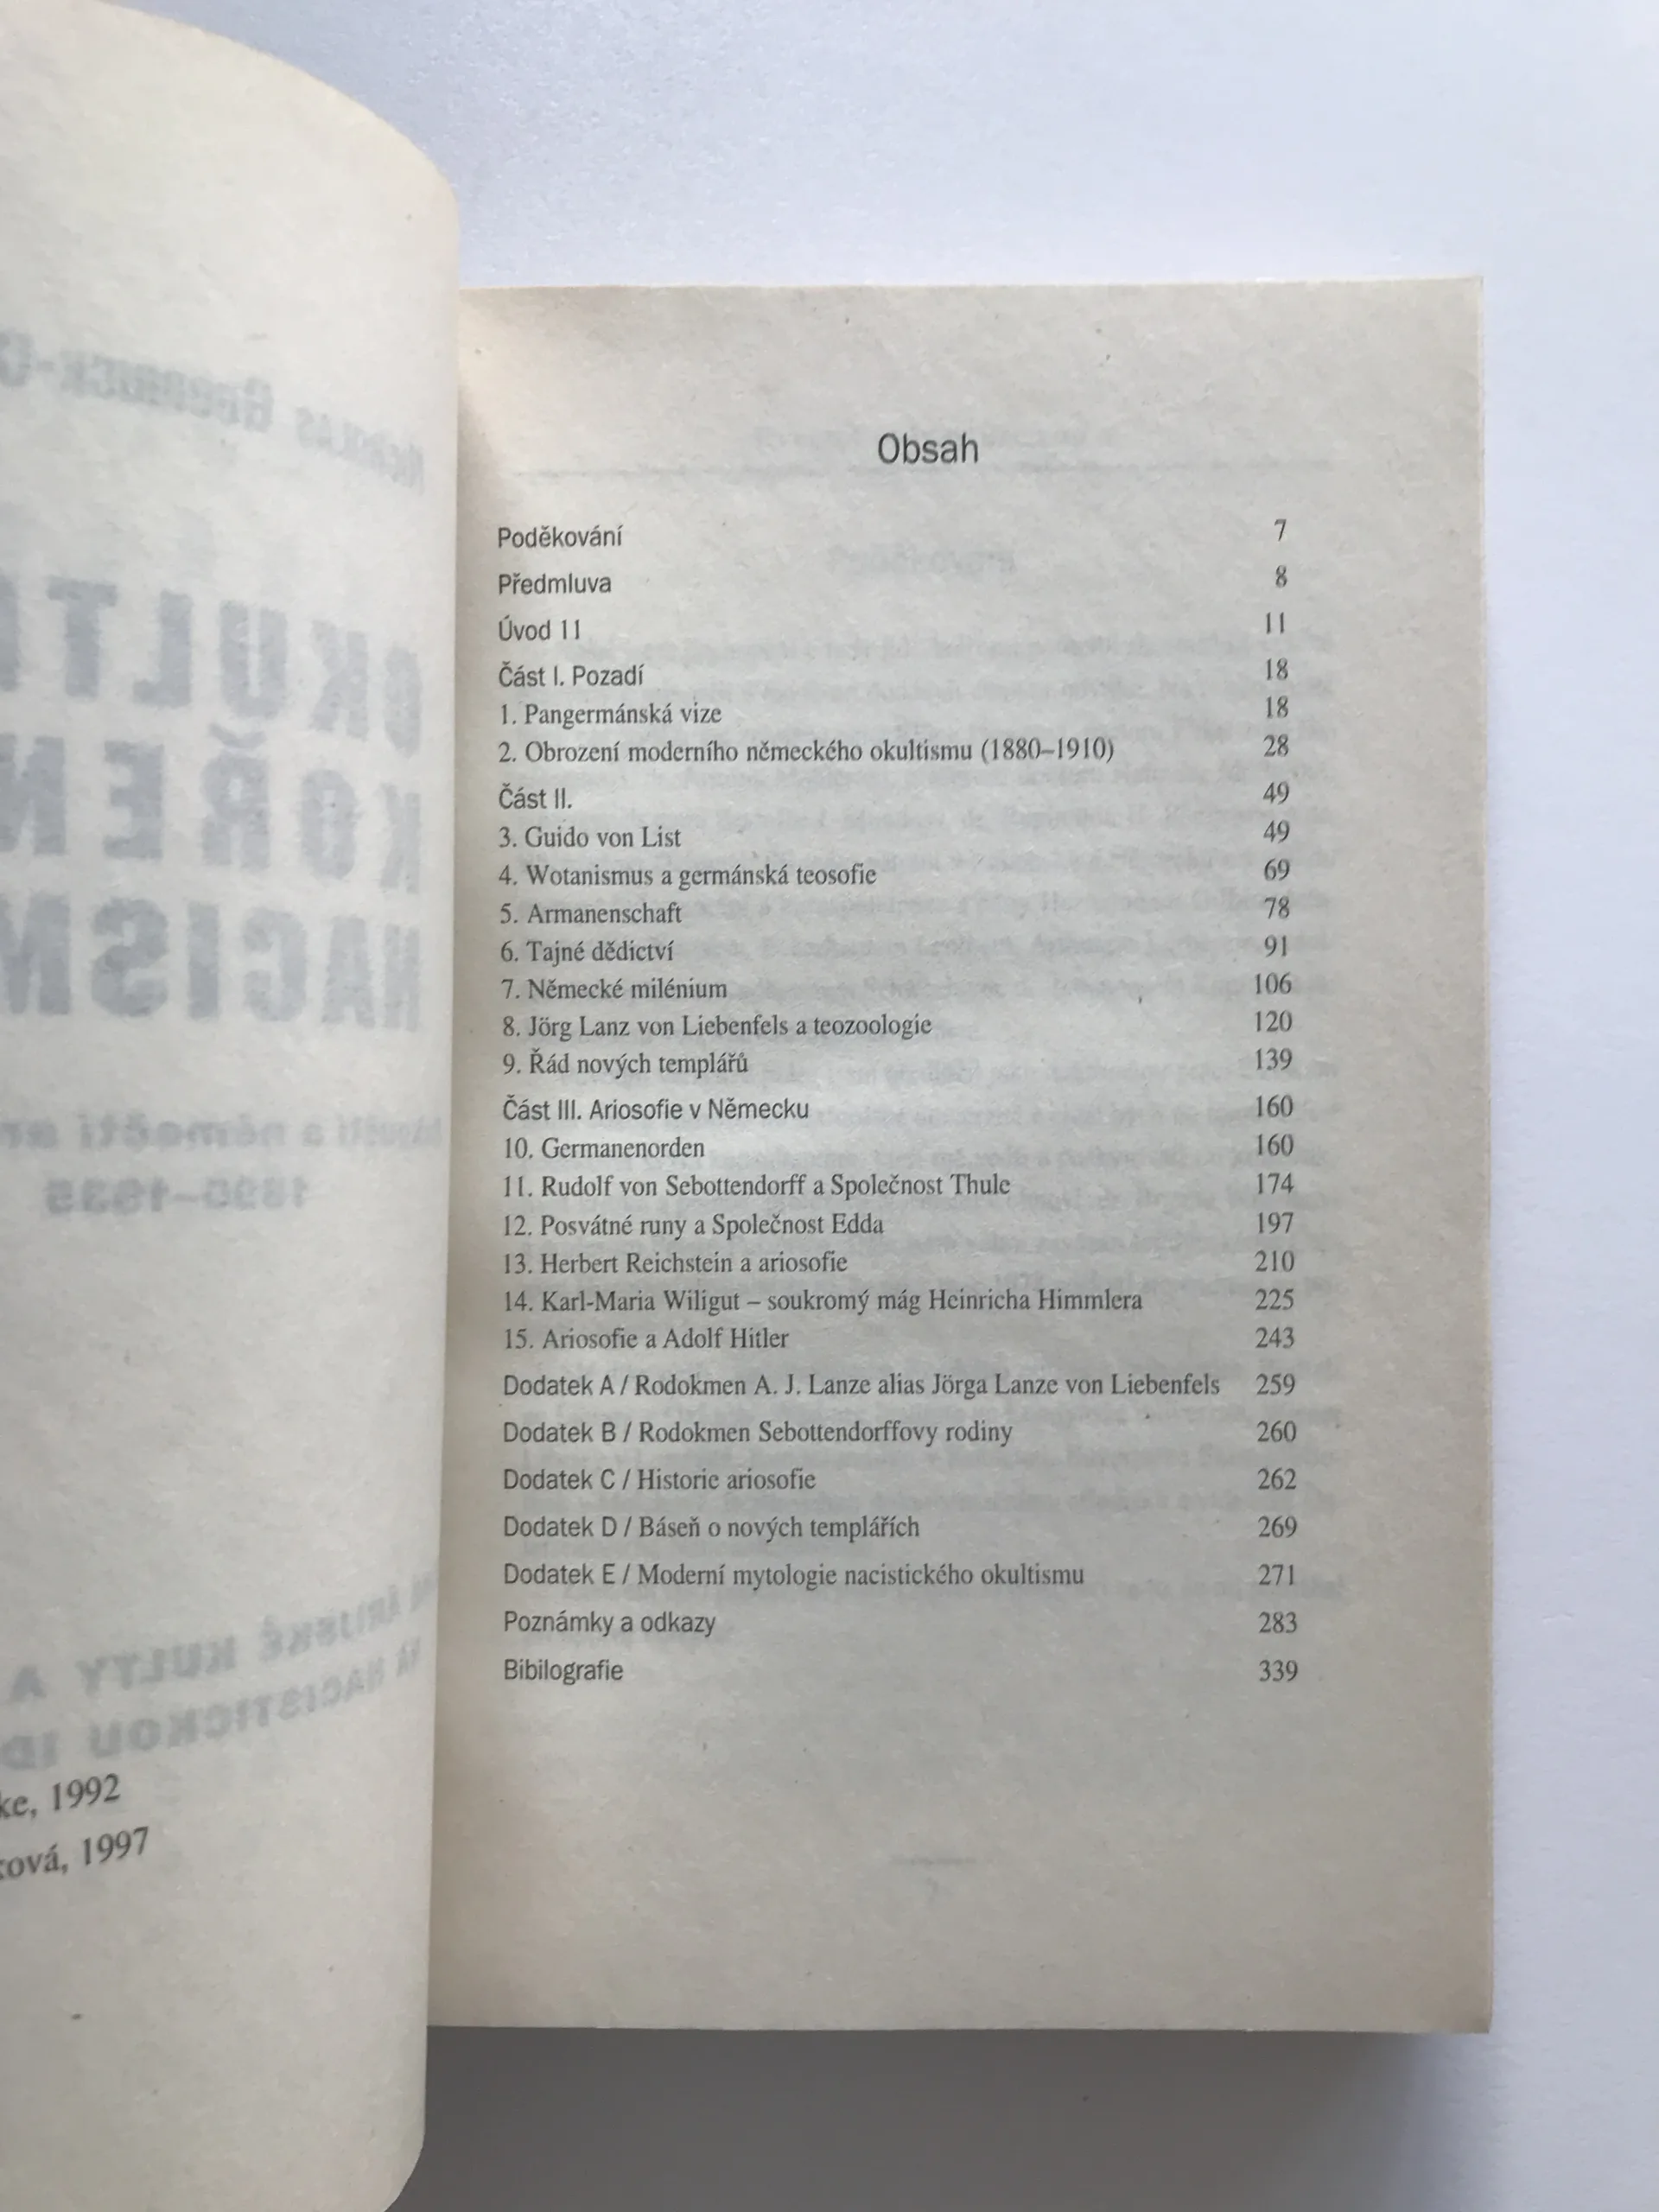 ke, 1992
ková, 1997
Obsah
Poděkování 7
Předmluva 8
Úvod 11 11
Část I. Pozadí 18
1. Pangermánská vize 18
2. Obrození moderního německého okultismu (1880–1910) 28
Část II. 49
3. Guido von List 49
4. Wotanismus a germánská teosofie 69
5. Armanenschaft 78
6. Tajné dědictví 91
7. Německé milénium 106
8. Jörg Lanz von Liebenfels a teozoologie 120
9. Řád nových templářů 139
Část III. Ariosofie v Německu 160
10. Germanenorden 160
11. Rudolf von Sebottendorff a Společnost Thule 174
12. Posvátné runy a Společnost Edda 197
13. Herbert Reichstein a ariosofie 210
14. Karl-Maria Wiligut – soukromý mág Heinricha Himmlera 225
15. Ariosofie a Adolf Hitler 243
Dodatek A / Rodokmen A. J. Lanze alias Jörga Lanze von Liebenfels 259
Dodatek B / Rodokmen Sebottendorffovy rodiny 260
Dodatek C / Historie ariosofie 262
Dodatek D / Báseň o nových templářích 269
Dodatek E / Moderní mytologie nacistického okultismu 271
Poznámky a odkazy 283
Bibilografie 339